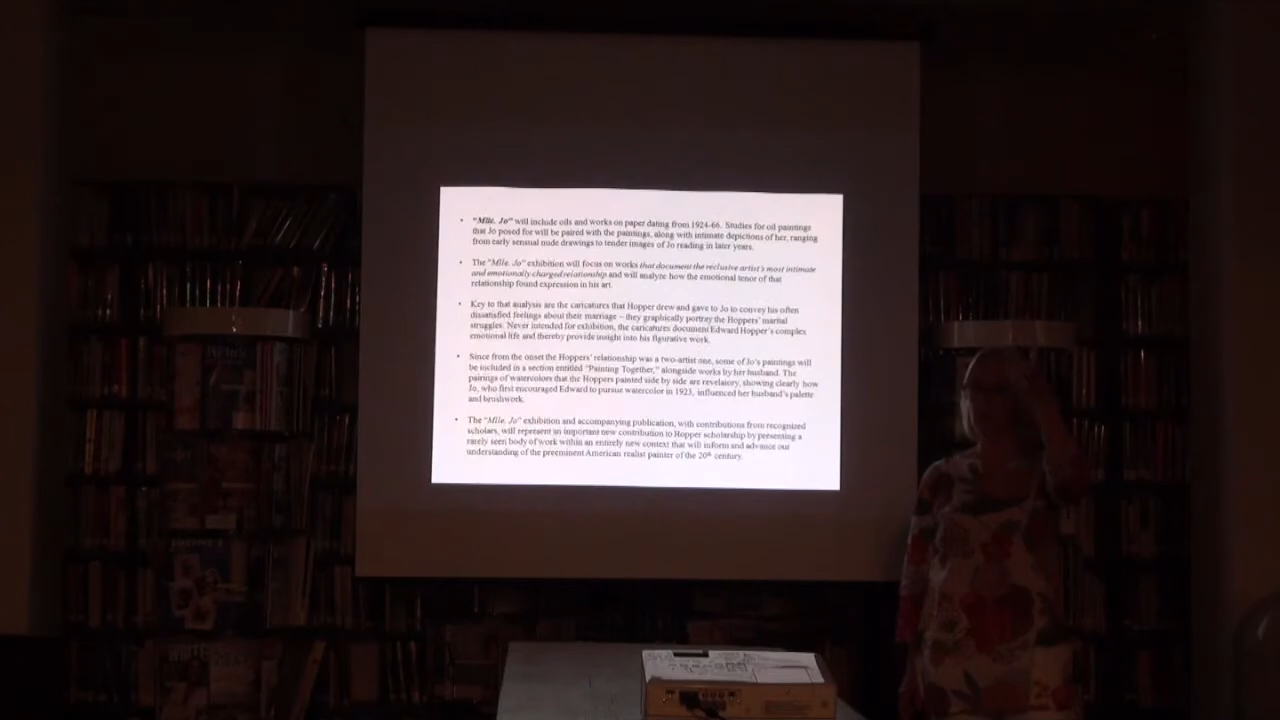 • "Mlle. Jo" will include oils and works on paper dating from 1924-66. Studies for oil paintings
that Jo posed for will be paired with the paintings, along with intimate depictions of her, ranging
from early sensual nude drawings to tender images of Jo reading in later years.
• The "Mlle. Jo" exhibition will focus on works that document the reclusive artist's most intimate
and emotionally charged relationship and will analyze how the emotional tenor of that
relationship found expression in his art.
• Key to that analysis are the caricatures that Hopper drew and gave to Jo to convey his often
dissatisfied feelings about their marriage – they graphically portray the Hoppers' marital
struggles. Never intended for exhibition, the caricatures document Edward Hopper's complex
emotional life and thereby provide insight into his figurative work.
• Since from the onset the Hoppers' relationship was a two-artist one, some of Jo's paintings will
be included in a section entitled "Painting Together," alongside works by her husband. The
pairings of watercolors that the Hoppers painted side by side are revelatory, showing clearly how
Jo, who first encouraged Edward to pursue watercolor in 1923, influenced her husband's palette
and brushwork.
• The "Mlle. Jo" exhibition and accompanying publication, with contributions from recognized
scholars, will represent an important new contribution to Hopper scholarship by presenting a
rarely seen body of work within an entirely new context that will inform and advance our
understanding of the preeminent American realist painter of the 20th century.